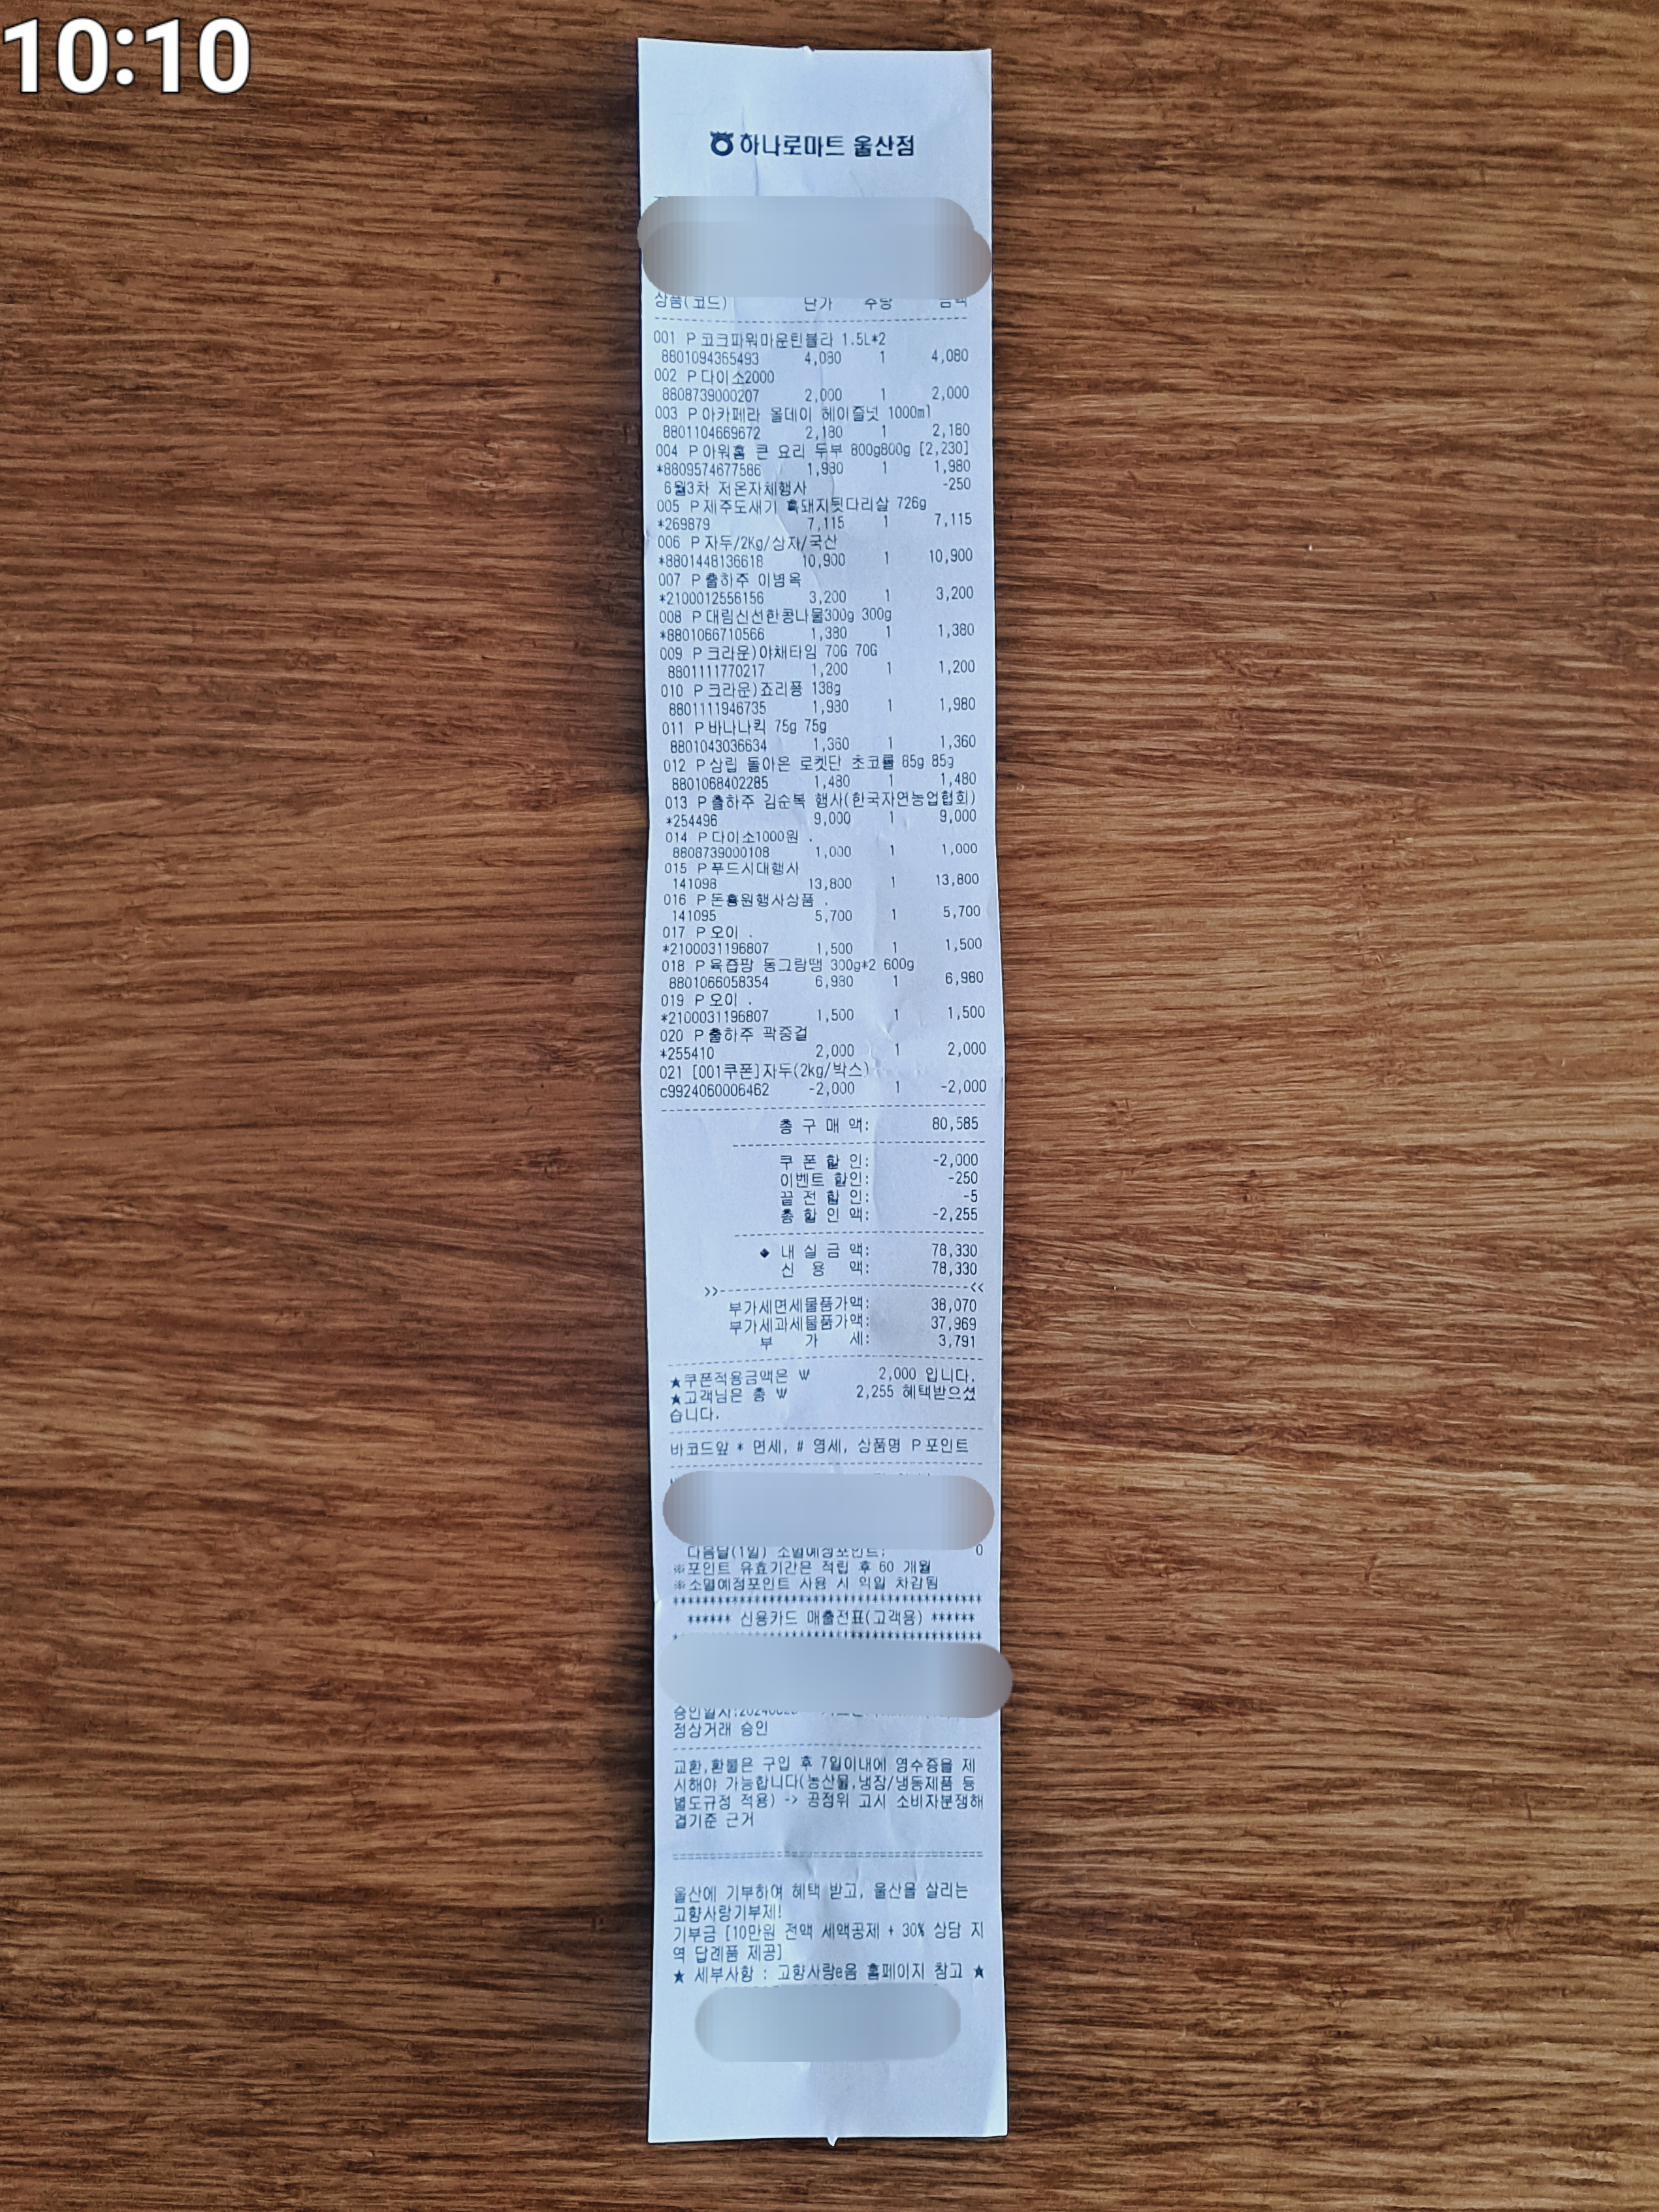 10:10
하나로마트 울산점
상품(코드) 단가 수량 금액
001 P 코크파워마운틴블라 1.5L*2
8801094365493 4,080 1 4,080
002 P 다이소2000
8808739000207 2,000 1 2,000
003 P 아카페라 올데이 헤이즐넛 1000ml
8801104669672 2,180 1 2,180
004 P 아워홈 큰 요리 두부 800g800g [2,230]
*8809574677586 1,980 1 1,980
6월3차 저온자체행사 -250
005 P 제주도새기 흑돼지뒷다리살 726g
*269879 7,115 1 7,115
006 P 자두/2Kg/상자/국산
*8801448136618 10,900 1 10,900
007 P 출하주 이병옥
*2100012556156 3,200 1 3,200
008 P 대림신선한콩나물300g 300g
*8801066710566 1,380 1 1,380
009 P 크라운)야채타임 70G 70G
8801111770217 1,200 1 1,200
010 P 크라운)죠리퐁 138g
8801111946735 1,980 1 1,980
011 P 바나나킥 75g 75g
8801043036634 1,360 1 1,360
012 P 삼립 돌아온 로켓단 초코롤 85g 85g
8801068402285 1,480 1 1,480
013 P 출하주 김순복 행사(한국자연농업협회)
*254496 9,000 1 9,000
014 P 다이소1000원 .
8808739000108 1,000 1 1,000
015 P 푸드시대행사
141098 13,800 1 13,800
016 P 돈흥원행사상품 .
141095 5,700 1 5,700
017 P 오이 .
*2100031196807 1,500 1 1,500
018 P 육즙팡 동그랑땡 300g*2 600g
8801066058354 6,980 1 6,980
019 P 오이 .
*2100031196807 1,500 1 1,500
020 P 출하주 곽중걸
*255410 2,000 1 2,000
021 [001쿠폰]자두(2kg/박스)
c9924060006462 -2,000 1 -2,000
총 구 매 액: 80,585
쿠 폰 할 인: -2,000
이벤트 할인: -250
끝 전 할 인: -5
총 할 인 액: -2,255
◆ 내 실 금 액: 78,330
신 용 액: 78,330
>> <<
부가세면세물품가액: 38,070
부가세과세물품가액: 37,969
부 가 세: 3,791
★쿠폰적용금액은 ₩ 2,000 입니다.
★고객님은 총 ₩ 2,255 혜택받으셨
습니다.
바코드앞 * 면세, # 영세, 상품명 P 포인트
다음달(1일) 소멸예정포인트: 0
※포인트 유효기간은 적립 후 60 개월
※소멸예정포인트 사용 시 익일 차감됨
****** 신용카드 매출전표(고객용) ******
승인일시:
정상거래 승인
교환,환불은 구입 후 7일이내에 영수증을 제
시해야 가능합니다(농산물,냉장/냉동제품 등
별도규정 적용) -> 공정위 고시 소비자분쟁해
결기준 근거
울산에 기부하여 혜택 받고, 울산을 살리는
고향사랑기부제!
기부금 [10만원 전액 세액공제 + 30% 상당 지
역 답례품 제공]
★ 세부사항 : 고향사랑e음 홈페이지 참고 ★